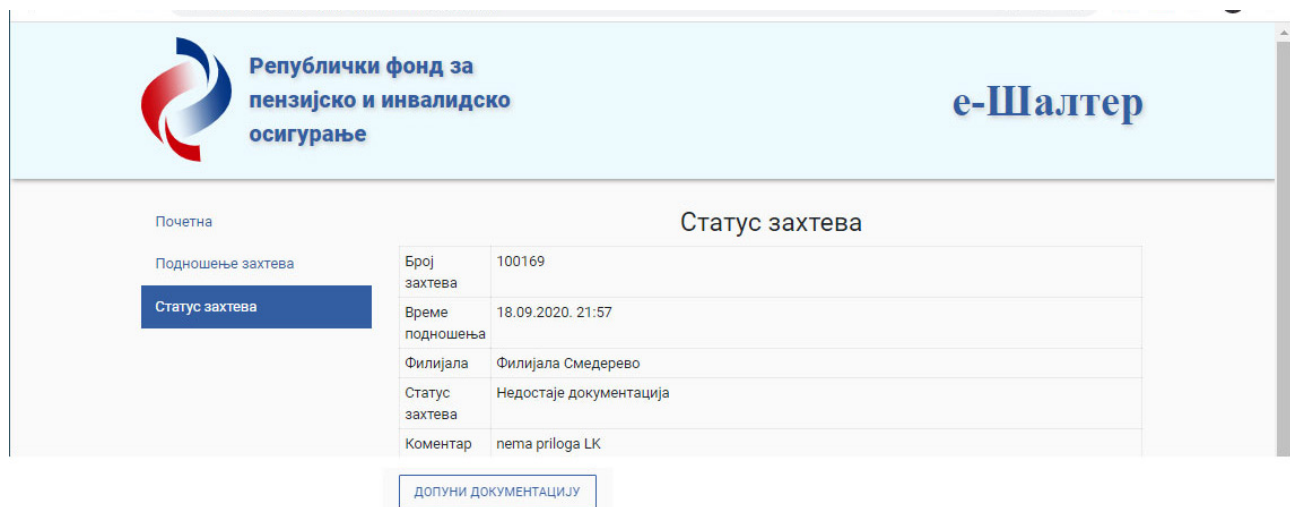 Републички фонд за
пензијско и инвалидско
осигурање
е-Шалтер
Почетна
Подношење захтева
Статус захтева
Статус захтева
Број захтева 100169
Време подношења 18.09.2020. 21:57
Филијала Филијала Смедерево
Статус захтева Недостаје документација
Коментар nema priloga LK
ДОПУНИ ДОКУМЕНТАЦИЈУ